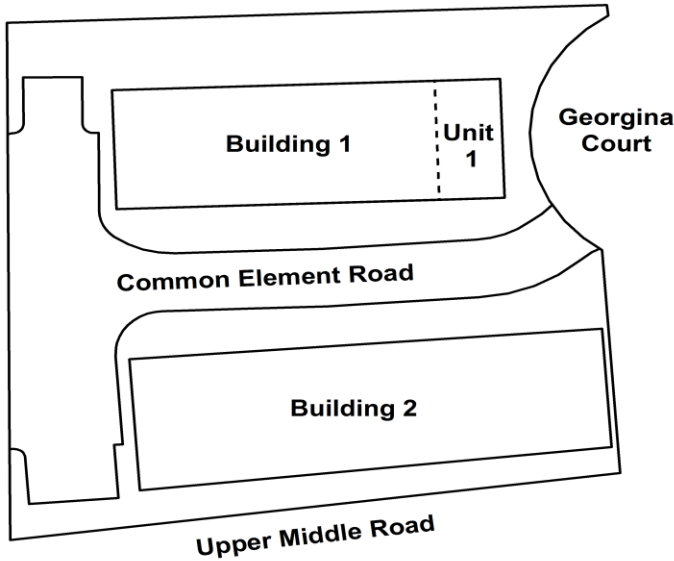 Building 1
Unit
1
Georgina
Court
Common Element Road
Building 2
Upper Middle Road